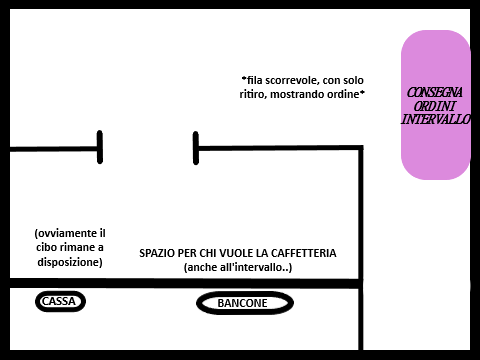 *fila scorrevole, con solo
ritiro, mostrando ordine*
CONSEGNA
ORDINI
INTERVALLO
(ovviamente il
cibo rimane a
disposizione)
SPAZIO PER CHI VUOLE LA CAFFETTERIA
(anche all'intervallo..)
CASSA
BANCONE